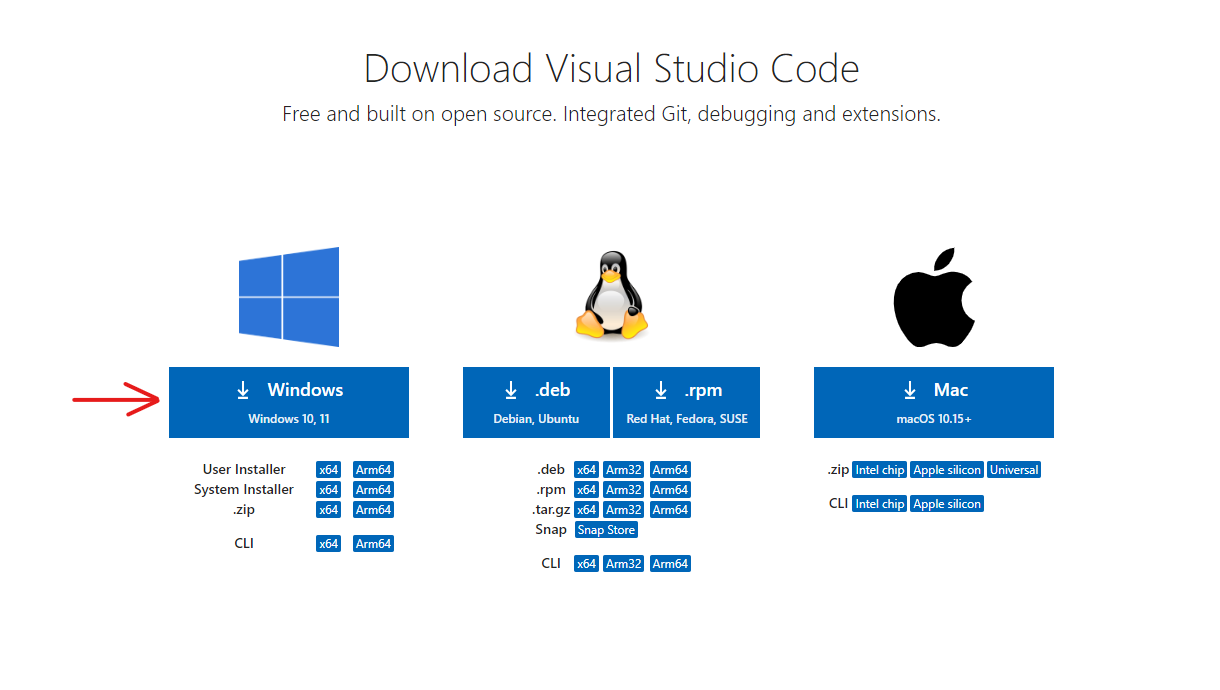 Download Visual Studio Code
Free and built on open source. Integrated Git, debugging and extensions.
Windows
Windows 10, 11
User Installer x64 Arm64
System Installer x64 Arm64
.zip x64 Arm64
CLI x64 Arm64
.deb
Debian, Ubuntu
.rpm
Red Hat, Fedora, SUSE
.deb x64 Arm32 Arm64
.rpm x64 Arm32 Arm64
.tar.gz x64 Arm32 Arm64
Snap Snap Store
CLI x64 Arm32 Arm64
Mac
macOS 10.15+
.zip Intel chip Apple silicon Universal
CLI Intel chip Apple silicon